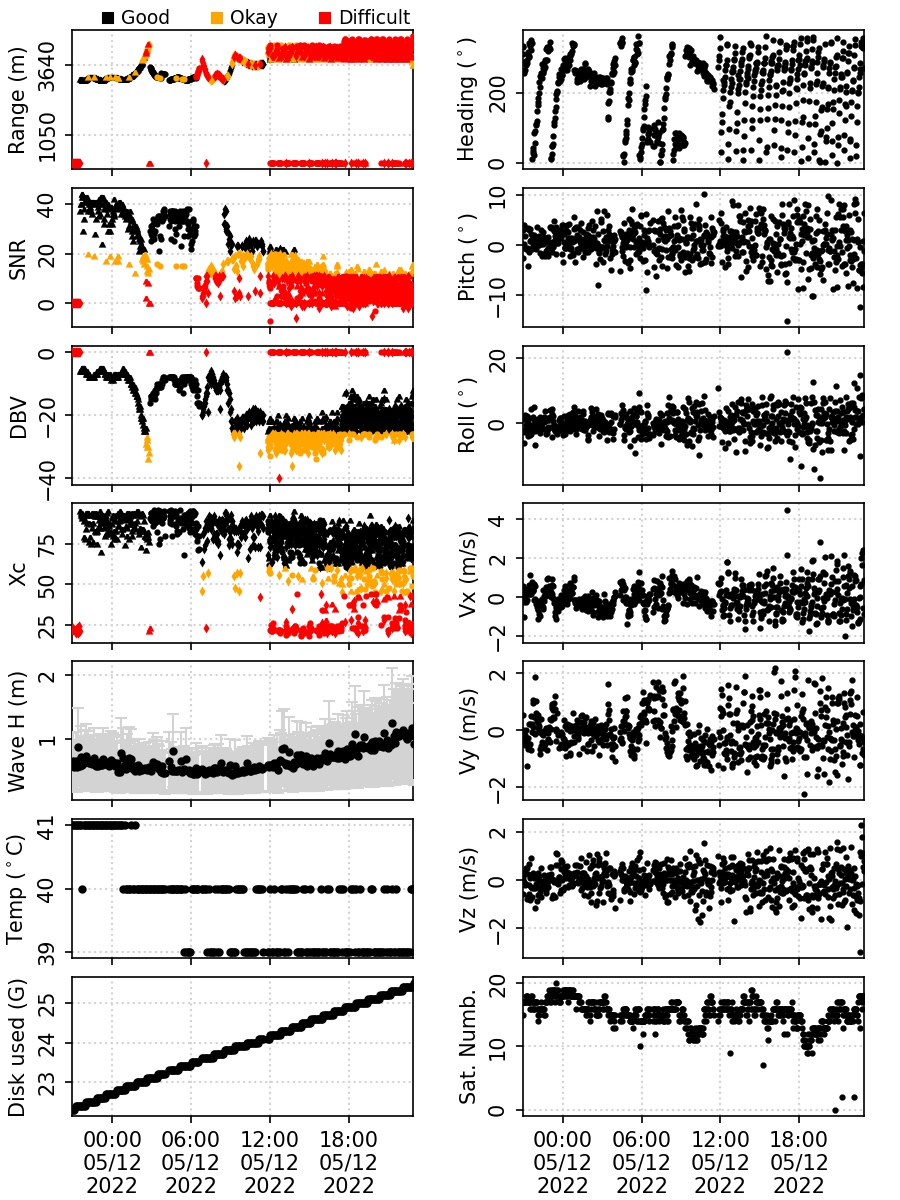 Good Okay Difficult
Range (m)
3640
1050
Heading (°)
200
0
SNR
40
20
0
Pitch (°)
10
0
−10
DBV
0
−20
−40
Roll (°)
20
0
Xc
75
50
25
Vx (m/s)
4
2
0
−2
Wave H (m)
2
1
Vy (m/s)
2
0
−2
Temp (°C)
41
40
39
Vz (m/s)
2
0
−2
Disk used (G)
25
24
23
Sat. Numb.
20
10
0
00:00 06:00 12:00 18:00
05/12 05/12 05/12 05/12
2022 2022 2022 2022
00:00 06:00 12:00 18:00
05/12 05/12 05/12 05/12
2022 2022 2022 2022